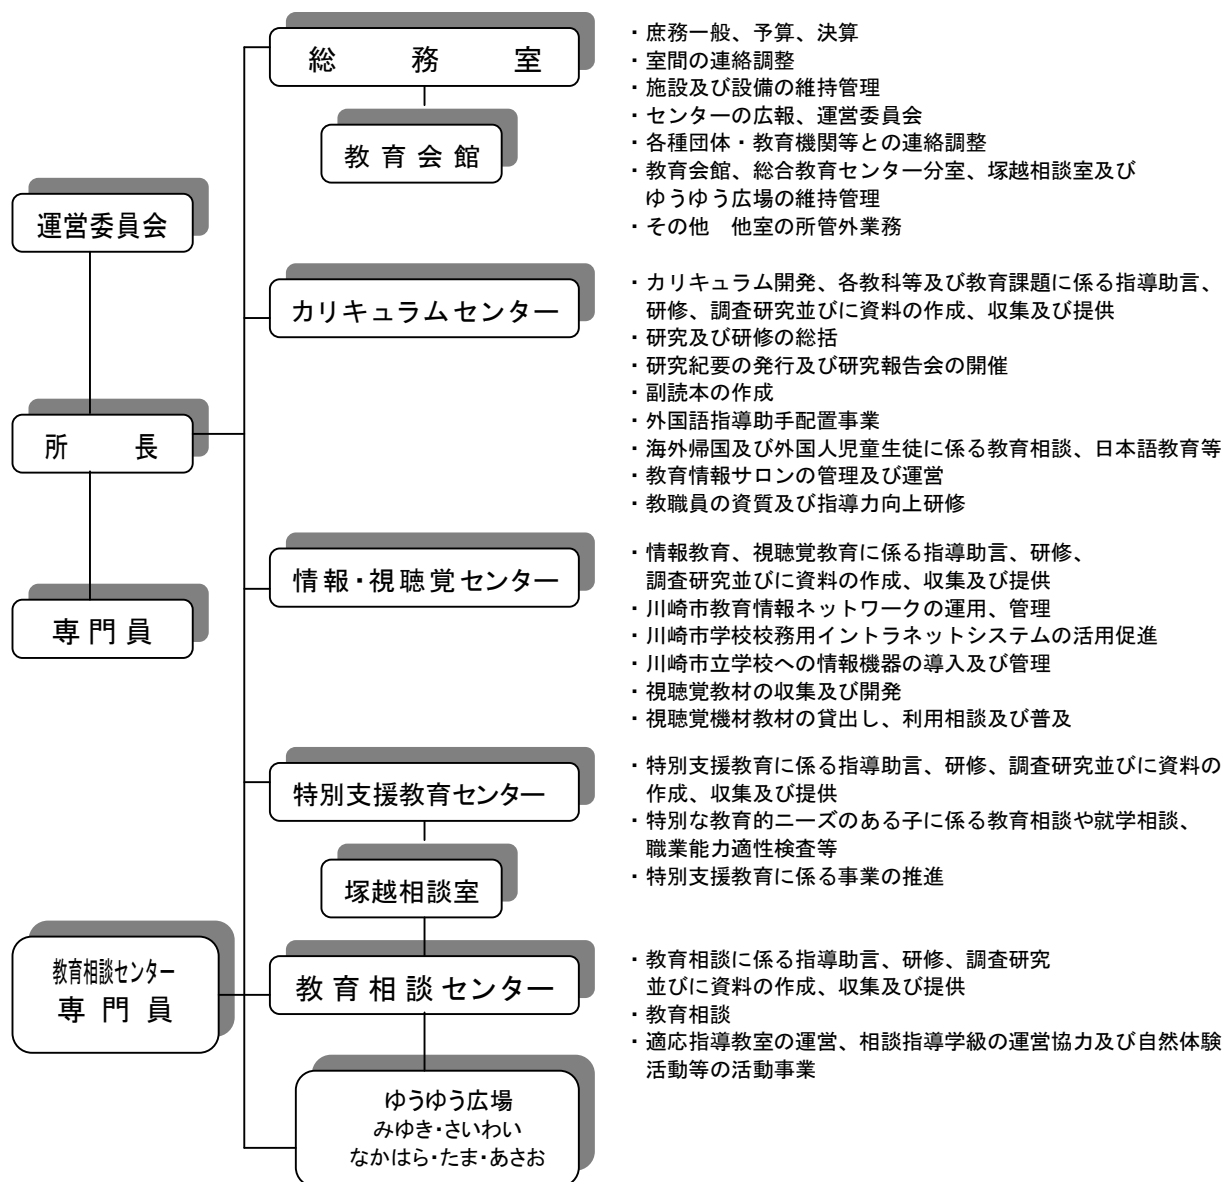 総務室
・庶務一般、予算、決算
・室間の連絡調整
・施設及び設備の維持管理
・センターの広報、運営委員会
・各種団体・教育機関等との連絡調整
・教育会館、総合教育センター分室、塚越相談室及び
ゆうゆう広場の維持管理
・その他　他室の所管外業務
教育会館
運営委員会
カリキュラムセンター
・カリキュラム開発、各教科等及び教育課題に係る指導助言、
研修、調査研究並びに資料の作成、収集及び提供
・研究及び研修の総括
・研究紀要の発行及び研究報告会の開催
・副読本の作成
・外国語指導助手配置事業
・海外帰国及び外国人児童生徒に係る教育相談、日本語教育等
・教育情報サロンの管理及び運営
・教職員の資質及び指導力向上研修
所長
情報・視聴覚センター
・情報教育、視聴覚教育に係る指導助言、研修、
調査研究並びに資料の作成、収集及び提供
・川崎市教育情報ネットワークの運用、管理
・川崎市学校校務用イントラネットシステムの活用促進
・川崎市立学校への情報機器の導入及び管理
・視聴覚教材の収集及び開発
・視聴覚機材教材の貸出し、利用相談及び普及
専門員
特別支援教育センター
・特別支援教育に係る指導助言、研修、調査研究並びに資料の
作成、収集及び提供
・特別な教育的ニーズのある子に係る教育相談や就学相談、
職業能力適性検査等
・特別支援教育に係る事業の推進
塚越相談室
教育相談センター
専門員
教育相談センター
・教育相談に係る指導助言、研修、調査研究
並びに資料の作成、収集及び提供
・教育相談
・適応指導教室の運営、相談指導学級の運営協力及び自然体験
活動等の活動事業
ゆうゆう広場
みゆき・さいわい
なかはら・たま・あさお